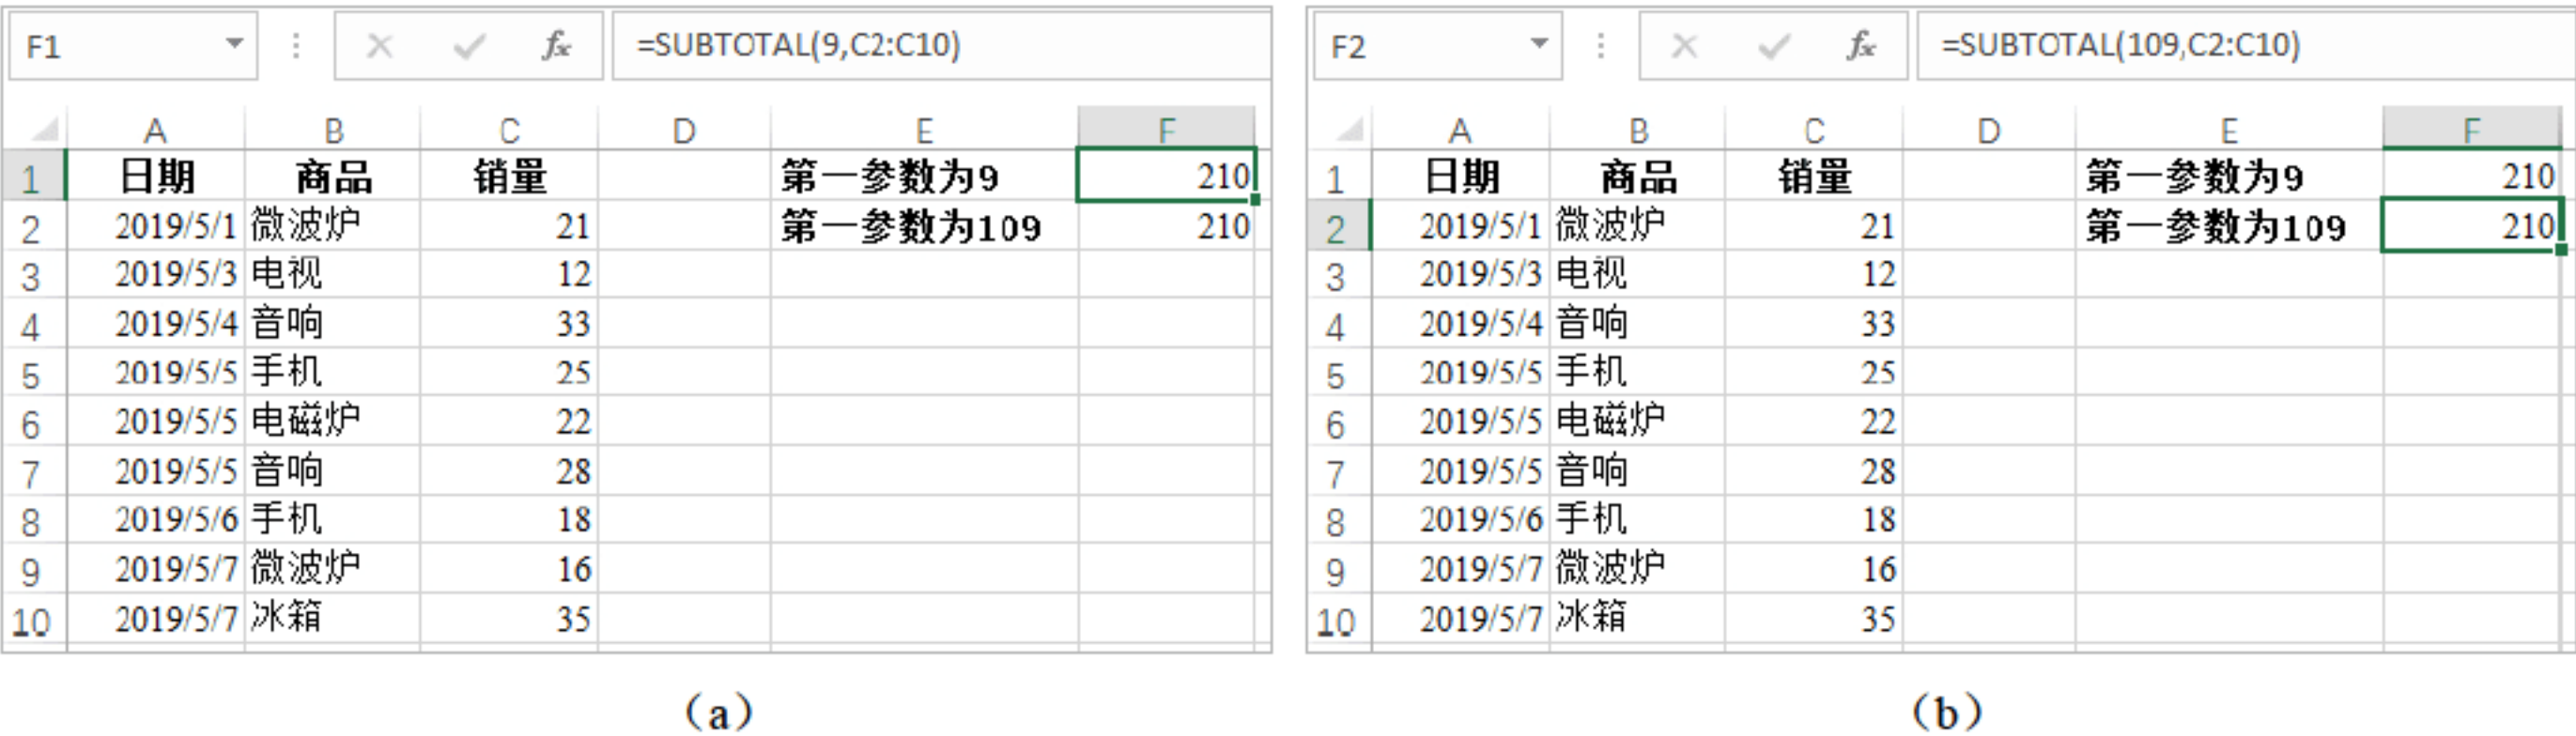 F1 fx =SUBTOTAL(9,C2:C10)
A B C D E F
1 日期 商品 销量 第一参数为9 210
2 2019/5/1 微波炉 21 第一参数为109 210
3 2019/5/3 电视 12
4 2019/5/4 音响 33
5 2019/5/5 手机 25
6 2019/5/5 电磁炉 22
7 2019/5/5 音响 28
8 2019/5/6 手机 18
9 2019/5/7 微波炉 16
10 2019/5/7 冰箱 35
（a）
F2 fx =SUBTOTAL(109,C2:C10)
A B C D E F
1 日期 商品 销量 第一参数为9 210
2 2019/5/1 微波炉 21 第一参数为109 210
3 2019/5/3 电视 12
4 2019/5/4 音响 33
5 2019/5/5 手机 25
6 2019/5/5 电磁炉 22
7 2019/5/5 音响 28
8 2019/5/6 手机 18
9 2019/5/7 微波炉 16
10 2019/5/7 冰箱 35
（b）